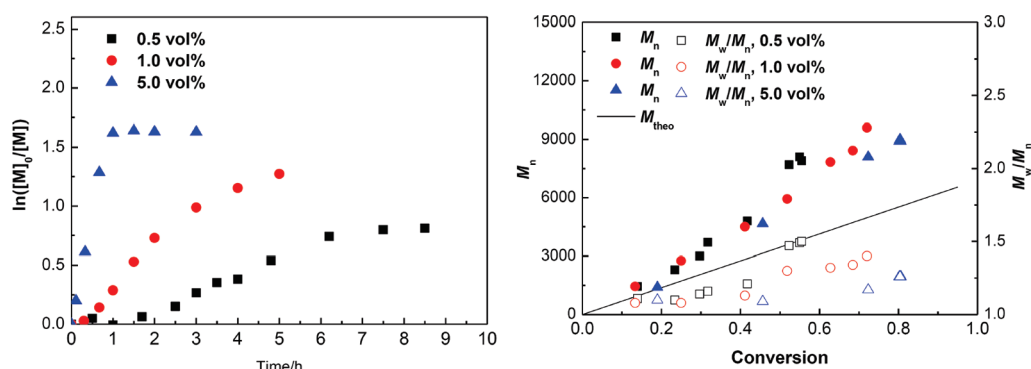 2.5
2.0
1.5
1.0
0.5
0.0
ln([M]0/[M])
0.5 vol%
1.0 vol%
5.0 vol%
0 1 2 3 4 5 6 7 8 9 10
Time/h
15000
12000
9000
6000
3000
0
Mn
Mn Mw/Mn, 0.5 vol%
Mn Mw/Mn, 1.0 vol%
Mn Mw/Mn, 5.0 vol%
Mtheo
3.0
2.5
2.0
1.5
1.0
Mw/Mn
0.0 0.2 0.4 0.6 0.8 1.0
Conversion